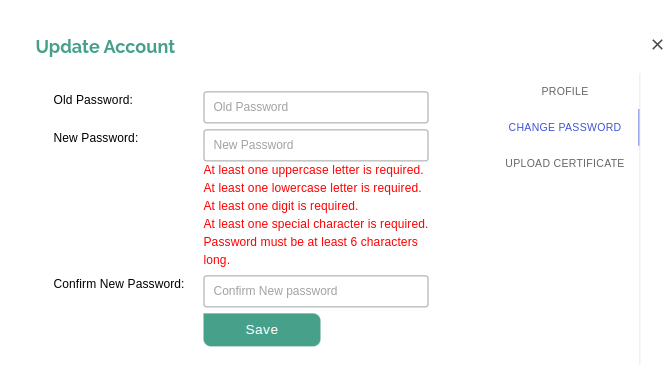 Update Account
×
Old Password:
Old Password
New Password:
New Password
At least one uppercase letter is required.
At least one lowercase letter is required.
At least one digit is required.
At least one special character is required.
Password must be at least 6 characters
long.
Confirm New Password:
Confirm New password
Save
PROFILE
CHANGE PASSWORD
UPLOAD CERTIFICATE